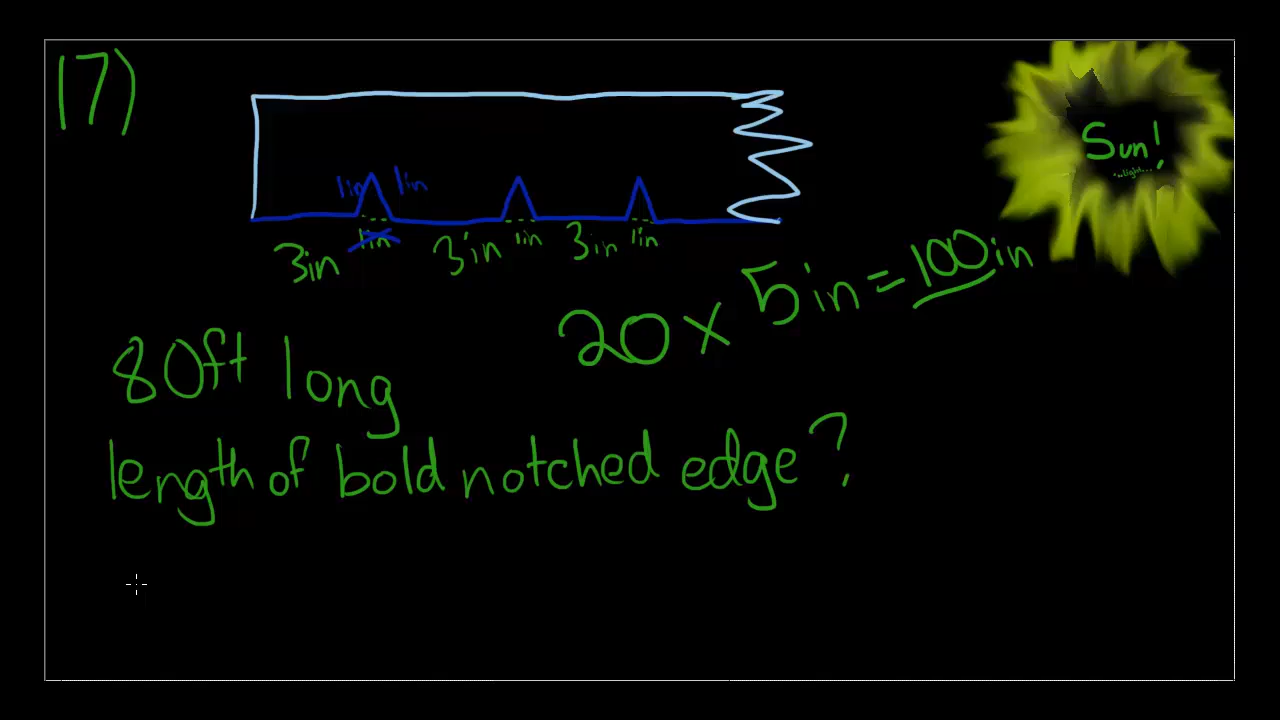 17)
Sun!
...light...
1in 1in
3in 1in 3in 1in 3in 1in
20 x 5in = 100in
80ft long
length of bold notched edge?